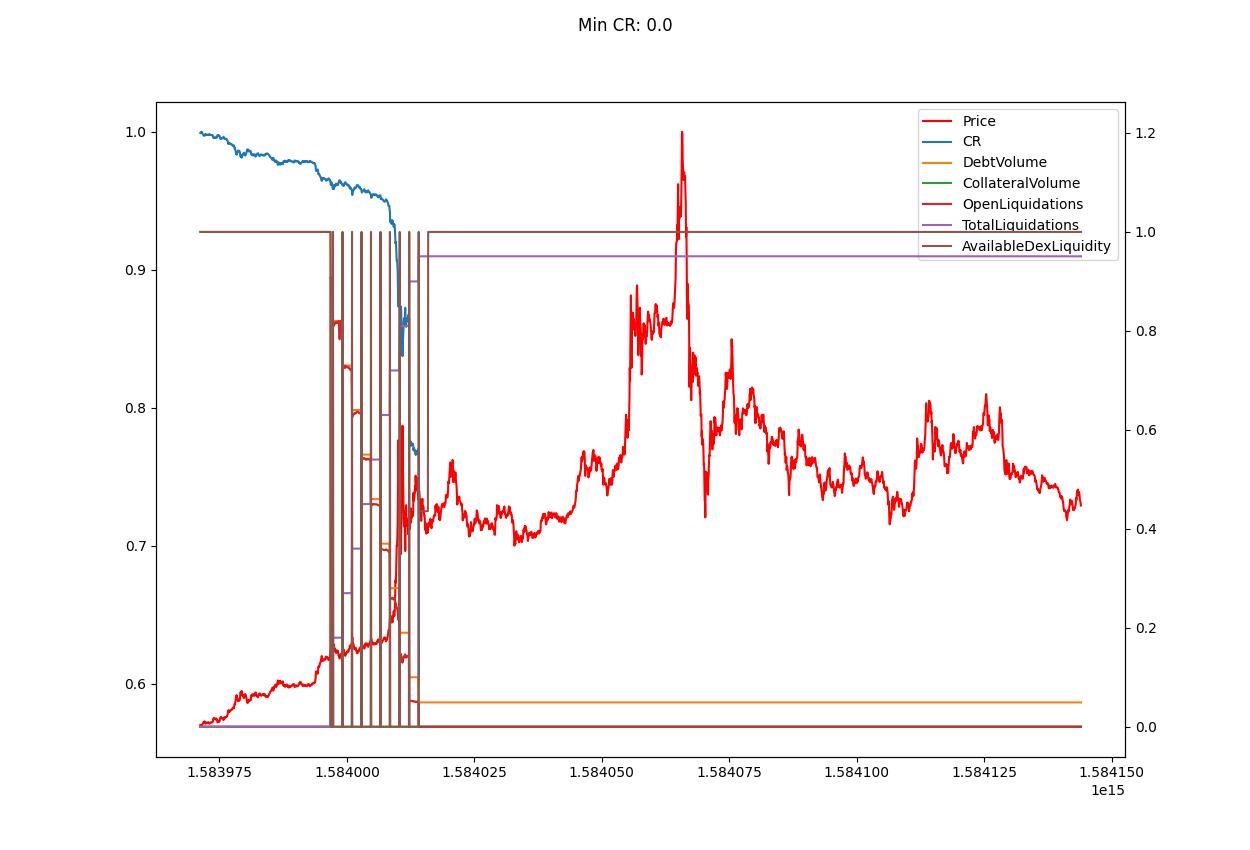 Min CR: 0.0
Price
CR
DebtVolume
CollateralVolume
OpenLiquidations
TotalLiquidations
AvailableDexLiquidity
1.0
0.9
0.8
0.7
0.6
1.2
1.0
0.8
0.6
0.4
0.2
0.0
1.583975 1.584000 1.584025 1.584050 1.584075 1.584100 1.584125 1.584150
1e15